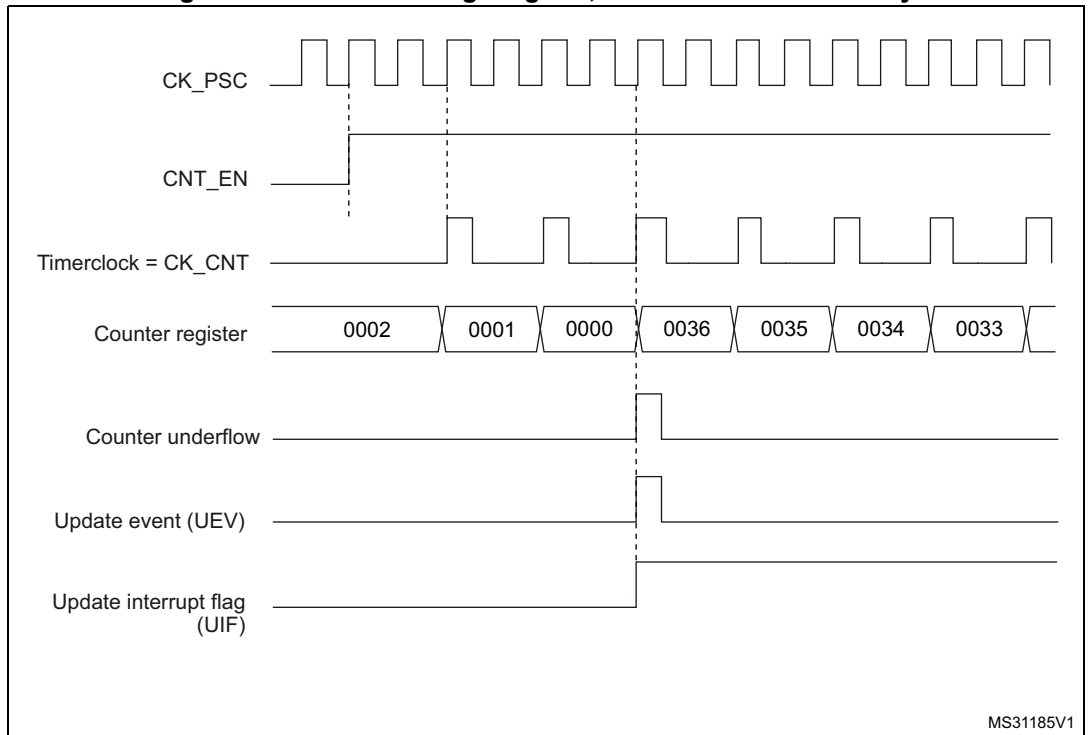 CK_PSC
CNT_EN
Timerclock = CK_CNT
Counter register
0002 0001 0000 0036 0035 0034 0033
Counter underflow
Update event (UEV)
Update interrupt flag
(UIF)
MS31185V1